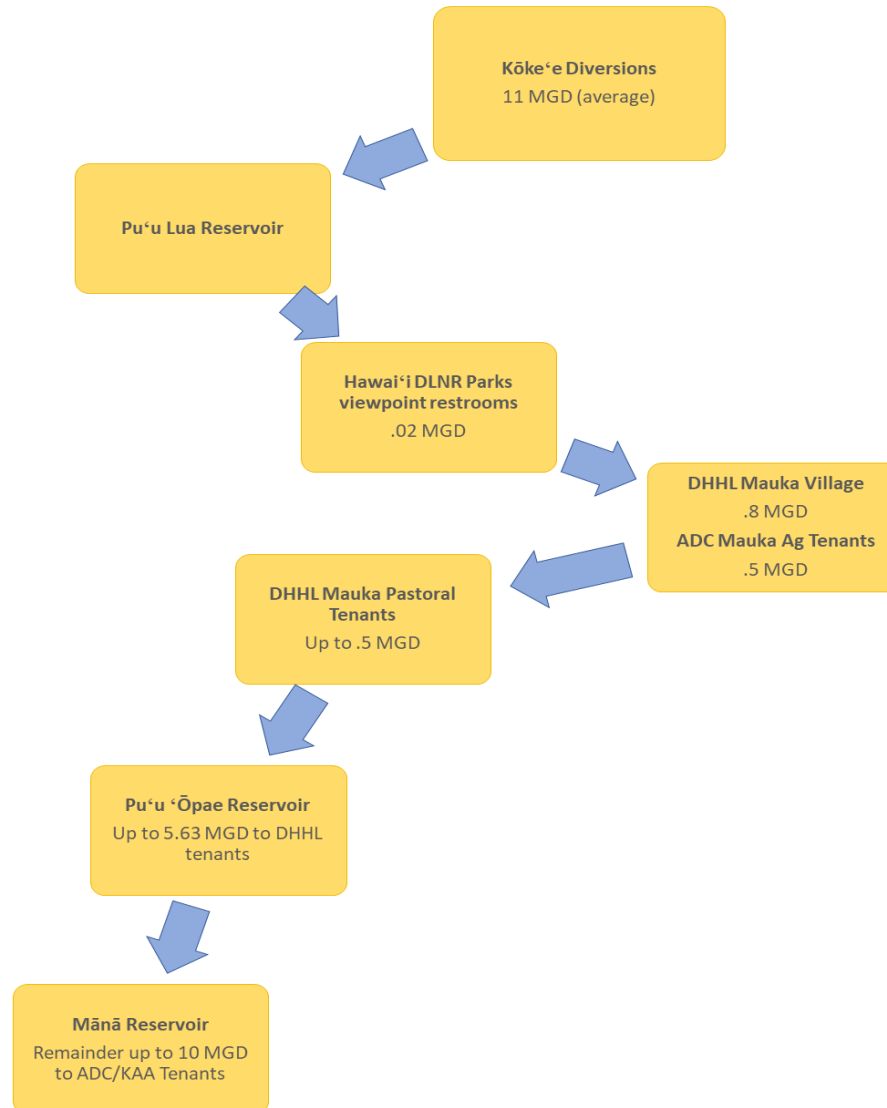 Kōkeʻe Diversions
11 MGD (average)
Puʻu Lua Reservoir
Hawaiʻi DLNR Parks
viewpoint restrooms
.02 MGD
DHHL Mauka Village
.8 MGD
ADC Mauka Ag Tenants
.5 MGD
DHHL Mauka Pastoral
Tenants
Up to .5 MGD
Puʻu ʻŌpae Reservoir
Up to 5.63 MGD to DHHL
tenants
Mānā Reservoir
Remainder up to 10 MGD
to ADC/KAA Tenants